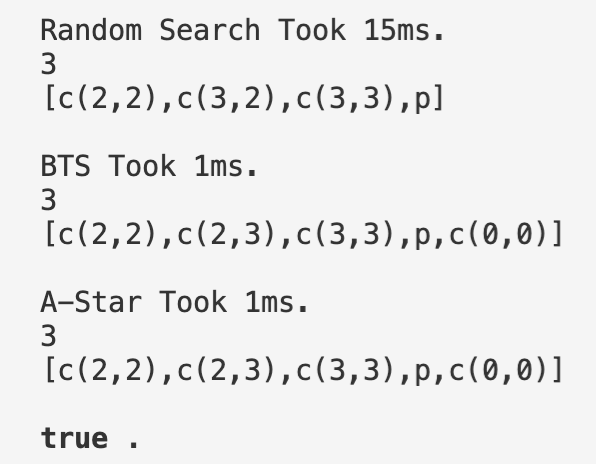 Random Search Took 15ms.
3
[c(2,2),c(3,2),c(3,3),p]
BTS Took 1ms.
3
[c(2,2),c(2,3),c(3,3),p,c(0,0)]
A-Star Took 1ms.
3
[c(2,2),c(2,3),c(3,3),p,c(0,0)]
true .